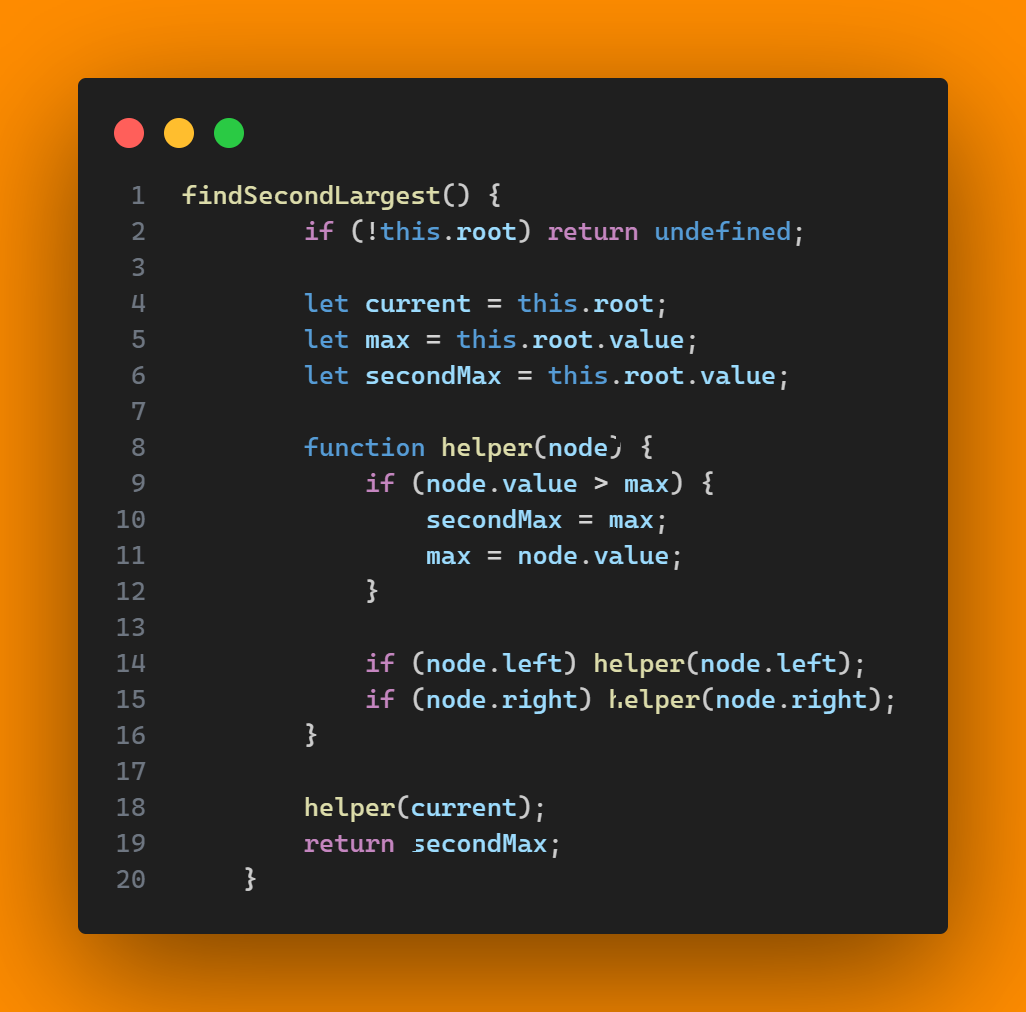 1 findSecondLargest() {
2 if (!this.root) return undefined;
3
4 let current = this.root;
5 let max = this.root.value;
6 let secondMax = this.root.value;
7
8 function helper(node) {
9 if (node.value > max) {
10 secondMax = max;
11 max = node.value;
12 }
13
14 if (node.left) helper(node.left);
15 if (node.right) helper(node.right);
16 }
17
18 helper(current);
19 return secondMax;
20 }